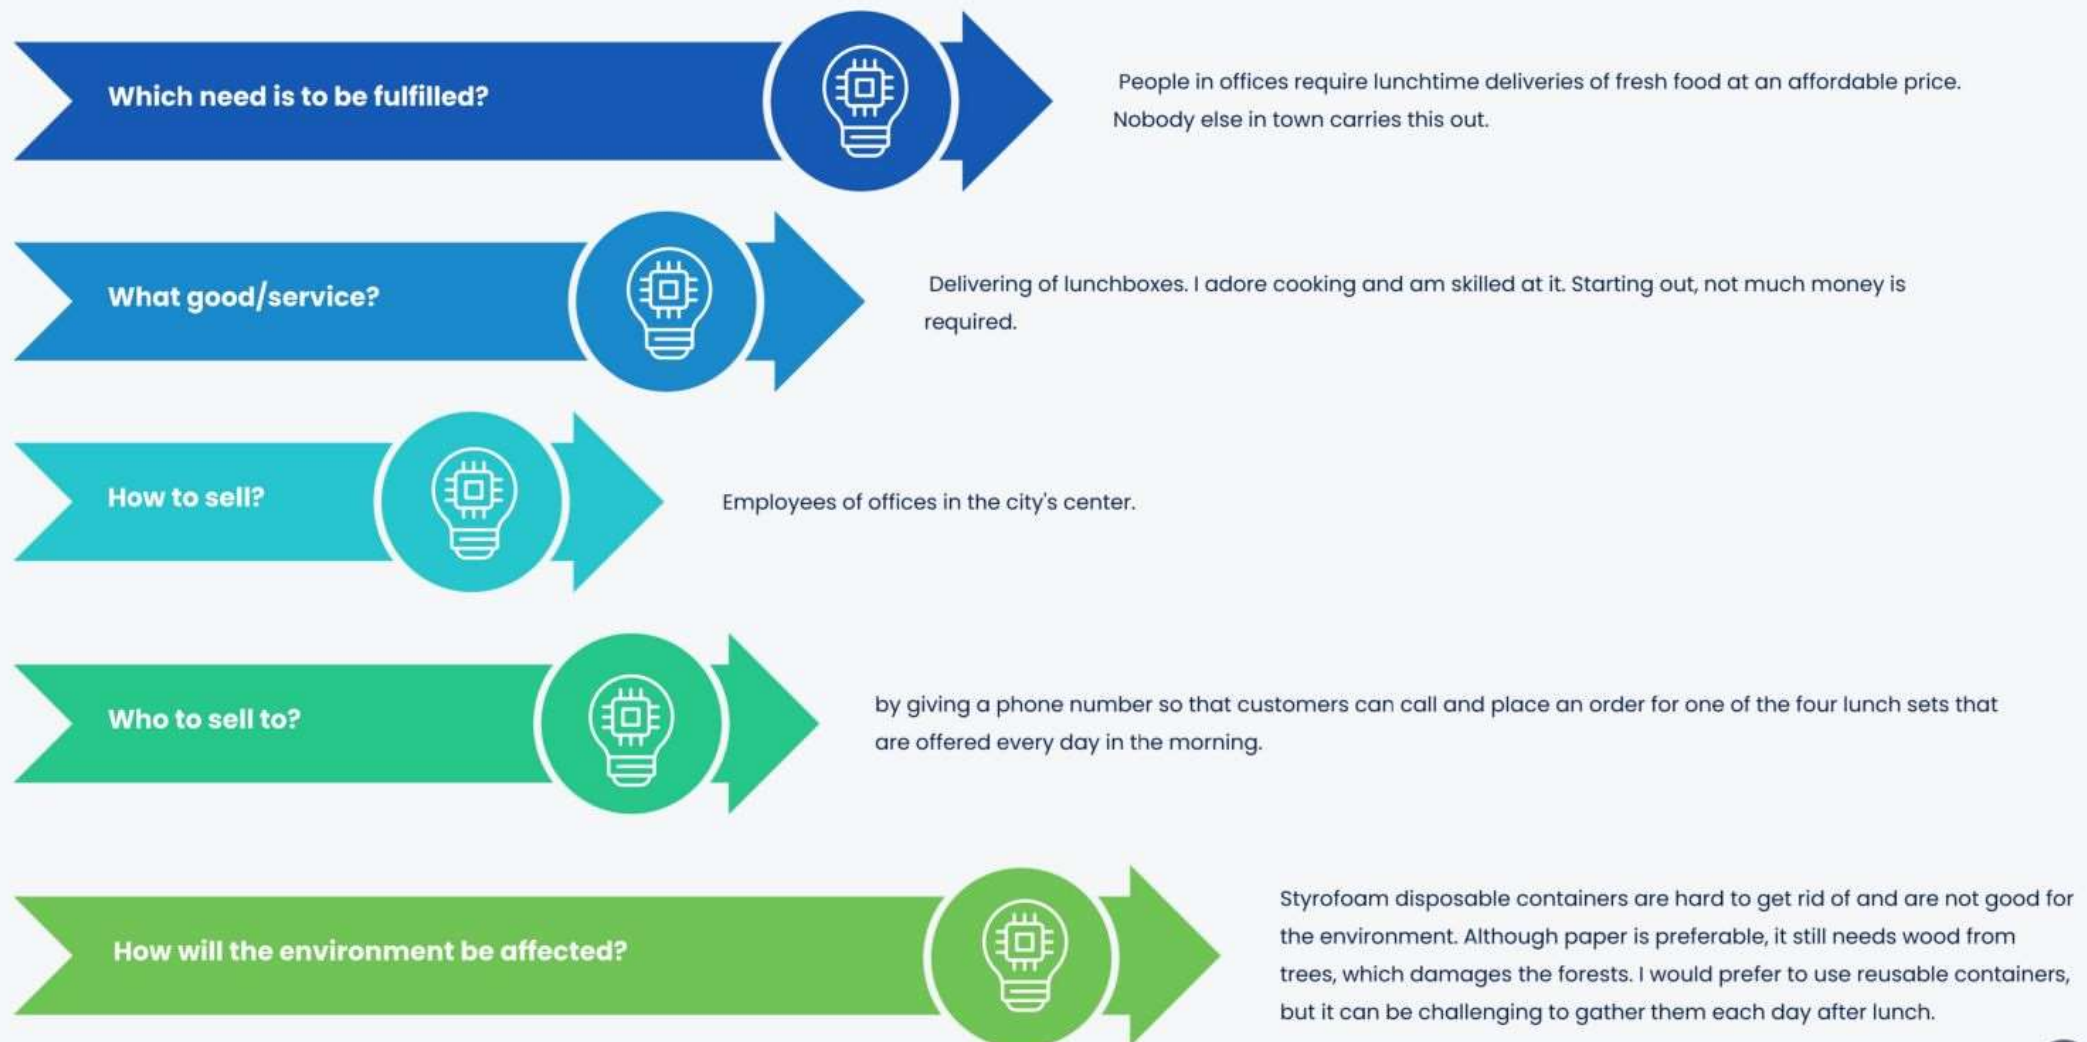 Which need is to be fulfilled?
People in offices require lunchtime deliveries of fresh food at an affordable price.
Nobody else in town carries this out.
What good/service?
Delivering of lunchboxes. I adore cooking and am skilled at it. Starting out, not much money is
required.
How to sell?
Employees of offices in the city's center.
Who to sell to?
by giving a phone number so that customers can call and place an order for one of the four lunch sets that
are offered every day in the morning.
How will the environment be affected?
Styrofoam disposable containers are hard to get rid of and are not good for
the environment. Although paper is preferable, it still needs wood from
trees, which damages the forests. I would prefer to use reusable containers,
but it can be challenging to gather them each day after lunch.